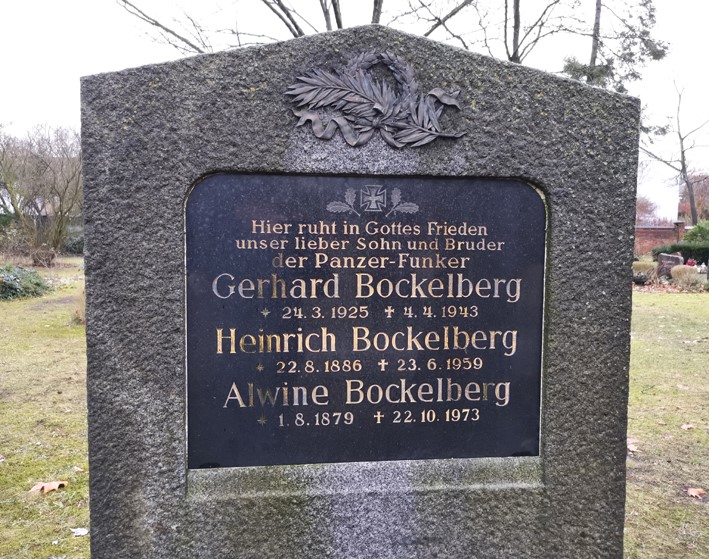 Hier ruht in Gottes Frieden
unser lieber Sohn und Bruder
der Panzer-Funker
Gerhard Bockelberg
* 24.3.1925 ✝ 4.4.1943
Heinrich Bockelberg
* 22.8.1886 ✝ 23.6.1959
Alwine Bockelberg
* 1.8.1879 ✝ 22.10.1973